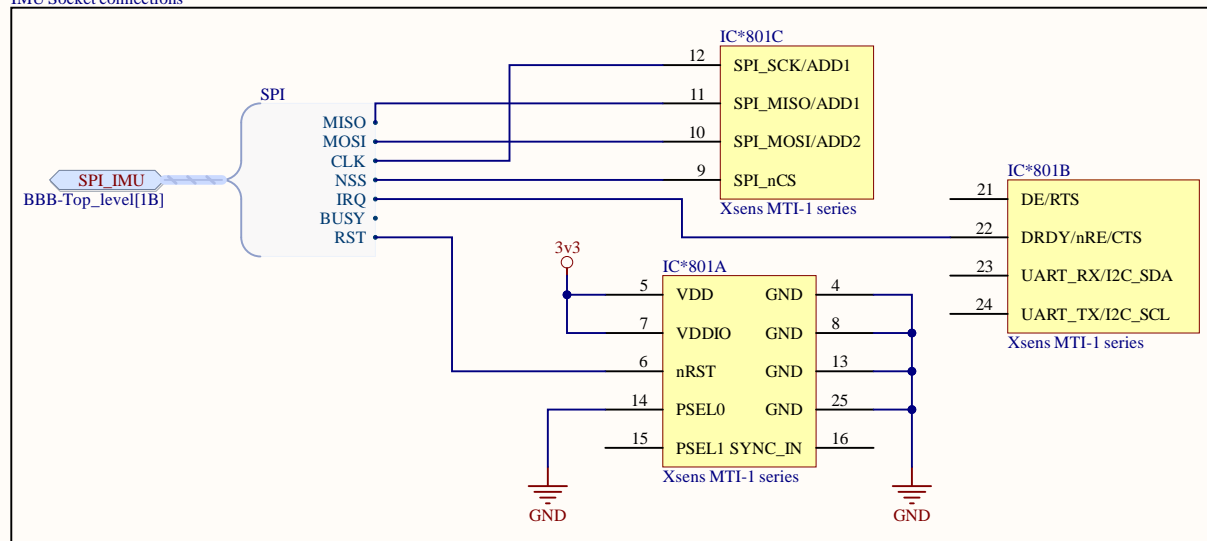 IMU Socket connections
SPI_IMU
BBB-Top_level[1B]
SPI
MISO
MOSI
CLK
NSS
IRQ
BUSY
RST
IC*801C
12 SPI_SCK/ADD1
11 SPI_MISO/ADD1
10 SPI_MOSI/ADD2
9 SPI_nCS
Xsens MTI-1 series
IC*801B
21 DE/RTS
22 DRDY/nRE/CTS
23 UART_RX/I2C_SDA
24 UART_TX/I2C_SCL
Xsens MTI-1 series
3v3
IC*801A
5 VDD GND 4
7 VDDIO GND 8
6 nRST GND 13
14 PSEL0 GND 25
15 PSEL1 SYNC_IN 16
Xsens MTI-1 series
GND
GND